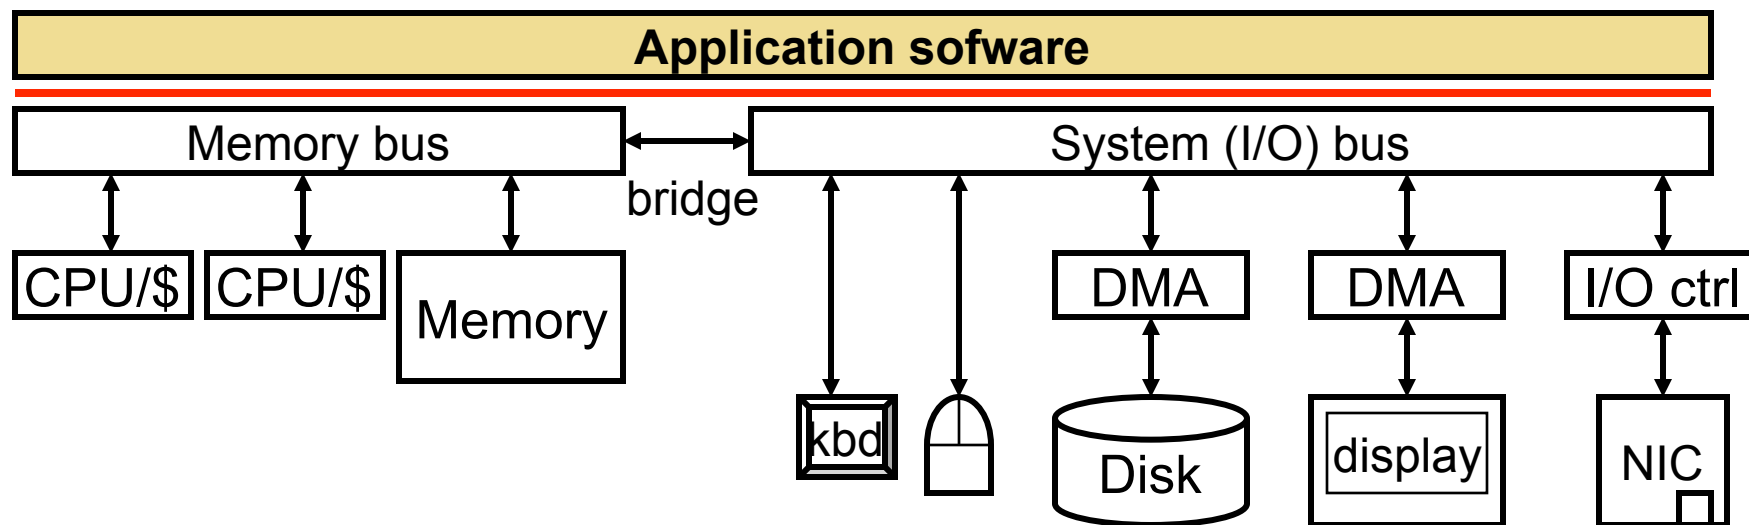 Application sofware
Memory bus
System (I/O) bus
bridge
CPU/$
CPU/$
Memory
DMA
DMA
I/O ctrl
kbd
Disk
display
NIC